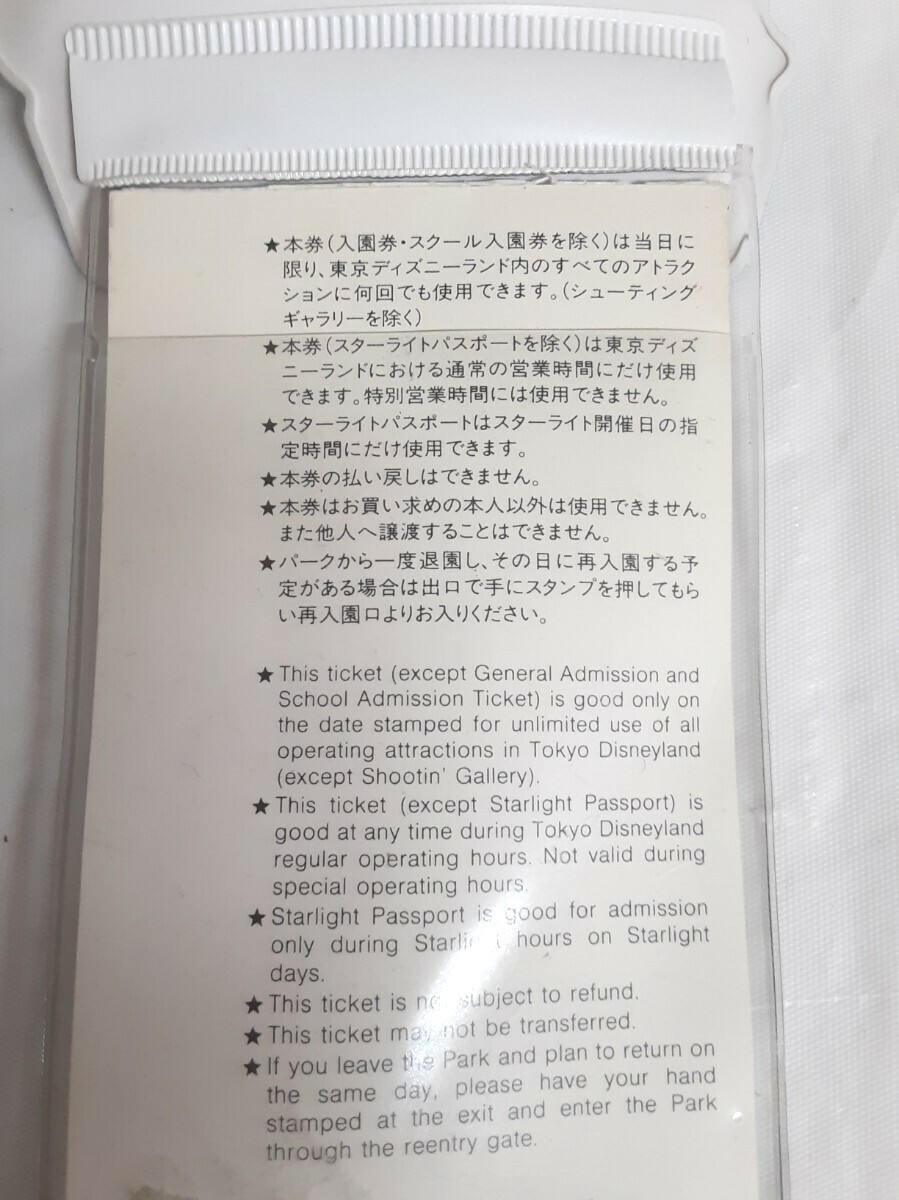 ★本券(入園券・スクール入園券を除く)は当日に
限り、東京ディズニーランド内のすべてのアトラク
ションに何回でも使用できます。(シューティング
ギャラリーを除く)
★本券(スターライトパスポートを除く)は東京ディズ
ニーランドにおける通常の営業時間にだけ使用
できます。特別営業時間には使用できません。
★スターライトパスポートはスターライト開催日の指
定時間にだけ使用できます。
★本券の払い戻しはできません。
★本券はお買い求めの本人以外は使用できません。
また他人へ譲渡することはできません。
★パークから一度退園し、その日に再入園する予
定がある場合は出口で手にスタンプを押してもら
い再入園口よりお入りください。
★This ticket (except General Admission and
School Admission Ticket) is good only on
the date stamped for unlimited use of all
operating attractions in Tokyo Disneyland
(except Shootin' Gallery).
★This ticket (except Starlight Passport) is
good at any time during Tokyo Disneyland
regular operating hours. Not valid during
special operating hours.
★Starlight Passport is good for admission
only during Starlight hours on Starlight
days.
★This ticket is not subject to refund.
★This ticket may not be transferred.
★If you leave the Park and plan to return on
the same day, please have your hand
stamped at the exit and enter the Park
through the reentry gate.